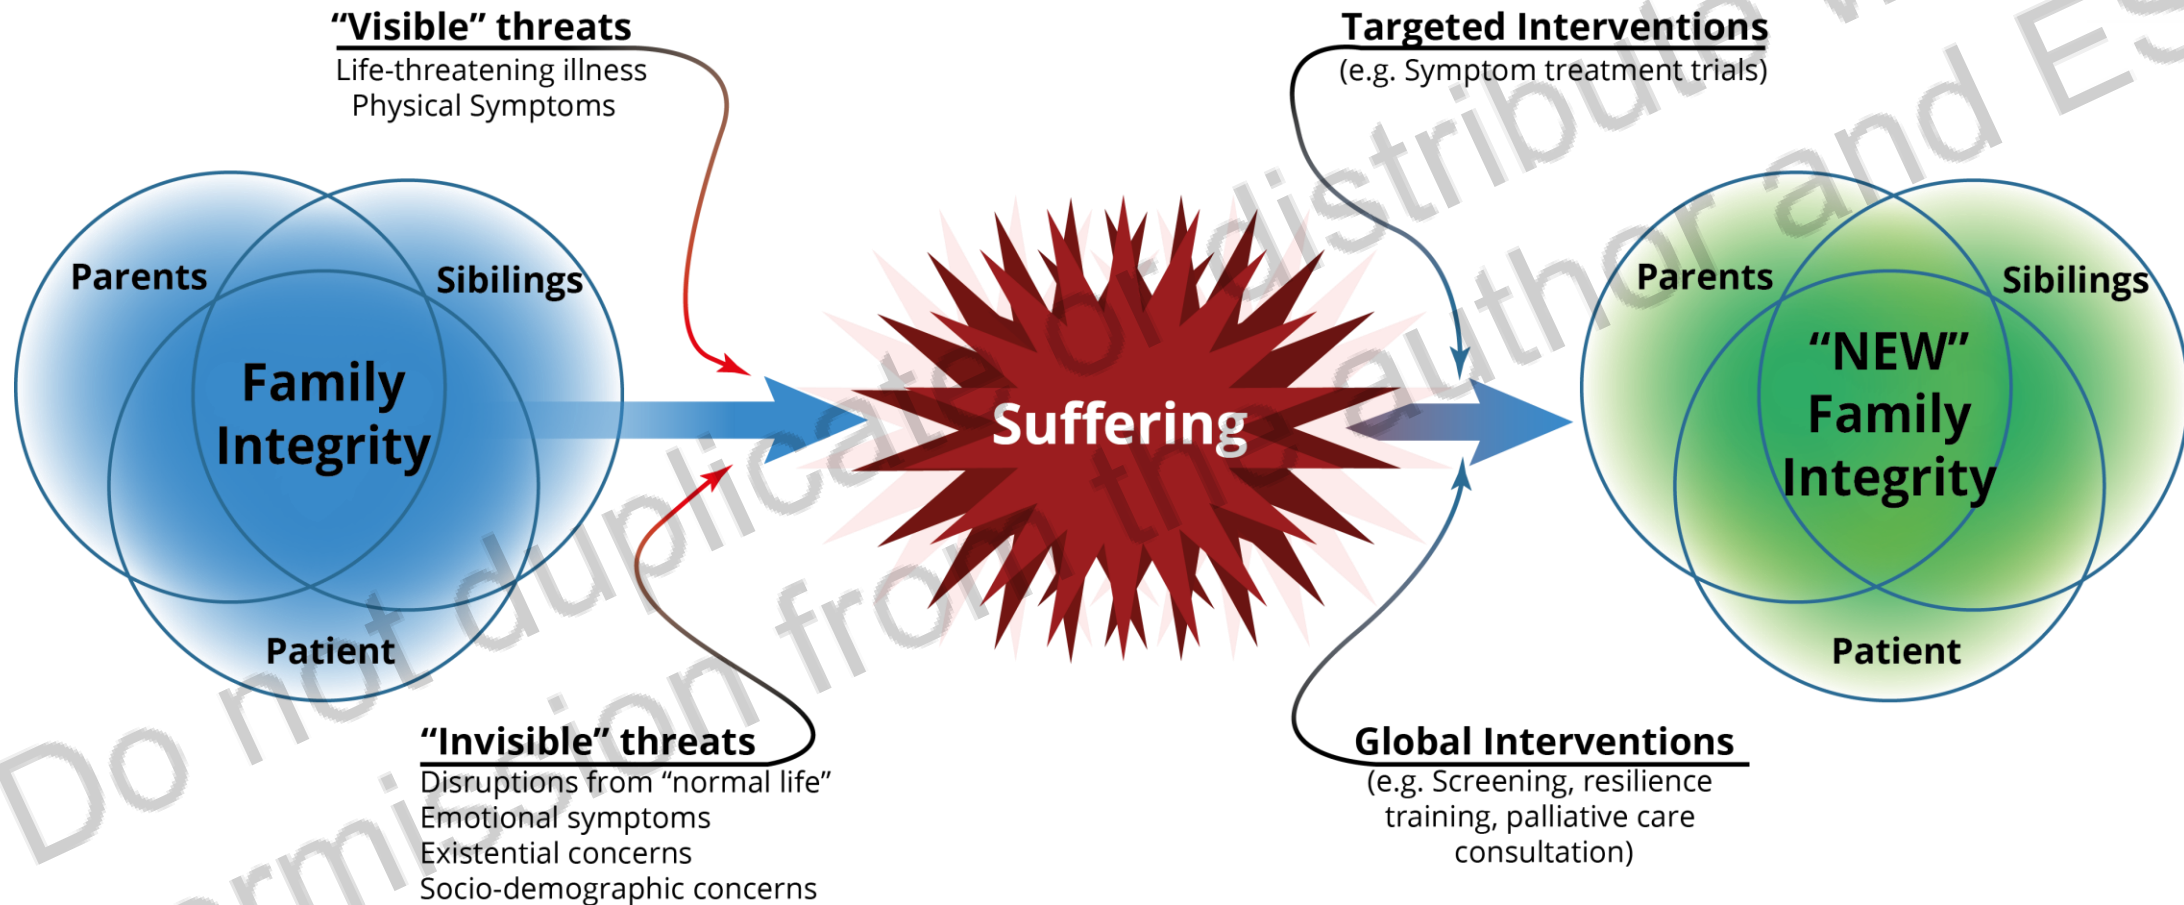 “Visible” threats
Life-threatening illness
Physical Symptoms
Targeted Interventions
(e.g. Symptom treatment trials)
Parents
Sibilings
Family
Integrity
Patient
Suffering
Parents
Sibilings
“NEW”
Family
Integrity
Patient
“Invisible” threats
Disruptions from “normal life”
Emotional symptoms
Existential concerns
Socio-demographic concerns
Global Interventions
(e.g. Screening, resilience
training, palliative care
consultation)
Do not duplicate or distribute
from the author and